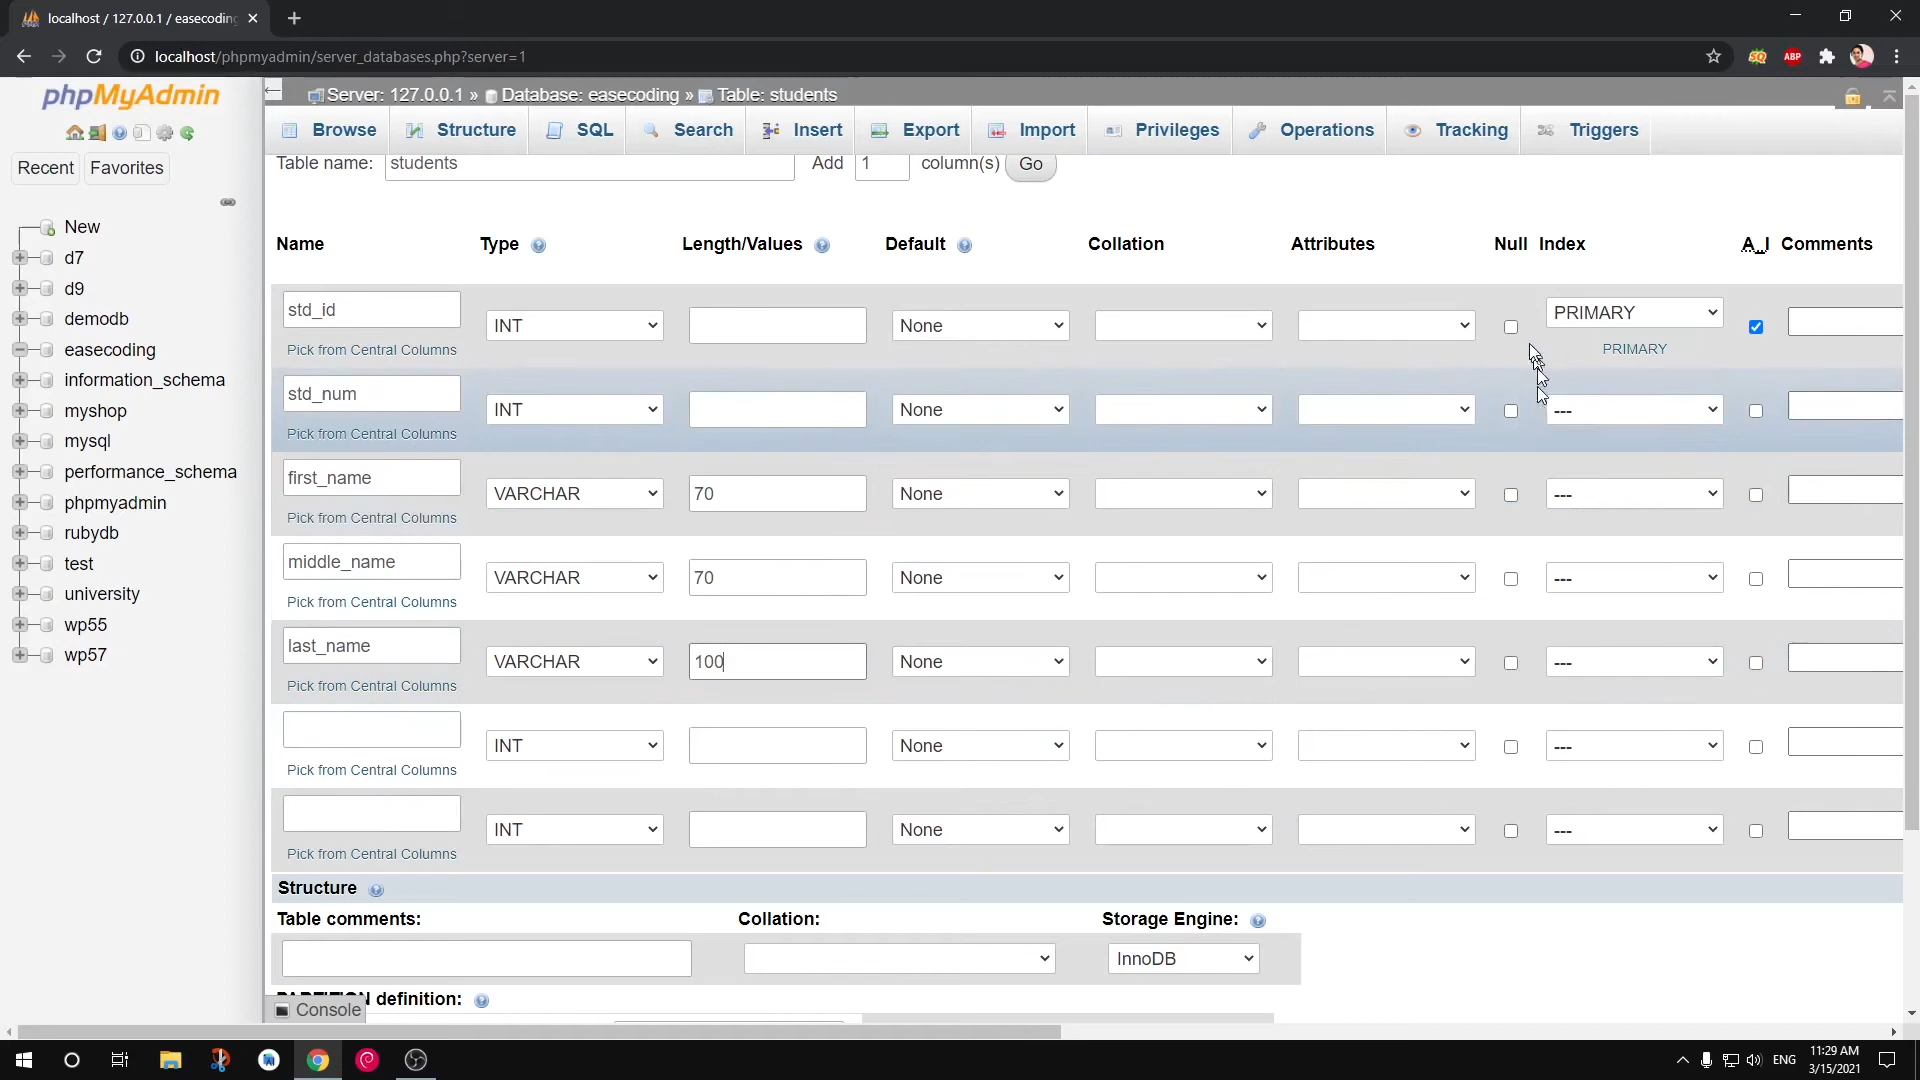 localhost / 127.0.0.1 / easecoding
localhost/phpmyadmin/server_databases.php?server=1
SQ
ABP
phpMyAdmin
Recent Favorites
New
d7
d9
demodb
easecoding
information_schema
myshop
mysql
performance_schema
phpmyadmin
rubydb
test
university
wp55
wp57
Server: 127.0.0.1 » Database: easecoding » Table: students
Browse Structure SQL Search Insert Export Import Privileges Operations Tracking Triggers
Table name: students Add 1 column(s) Go
Name Type Length/Values Default Collation Attributes Null Index A_I Comments
std_id INT None PRIMARY
Pick from Central Columns PRIMARY
std_num INT None ---
Pick from Central Columns
first_name VARCHAR 70 None ---
Pick from Central Columns
middle_name VARCHAR 70 None ---
Pick from Central Columns
last_name VARCHAR 100 None ---
Pick from Central Columns
INT None ---
Pick from Central Columns
INT None ---
Pick from Central Columns
Structure
Table comments: Collation: Storage Engine:
InnoDB
PARTITION definition:
Console
ENG
11:29 AM
3/15/2021